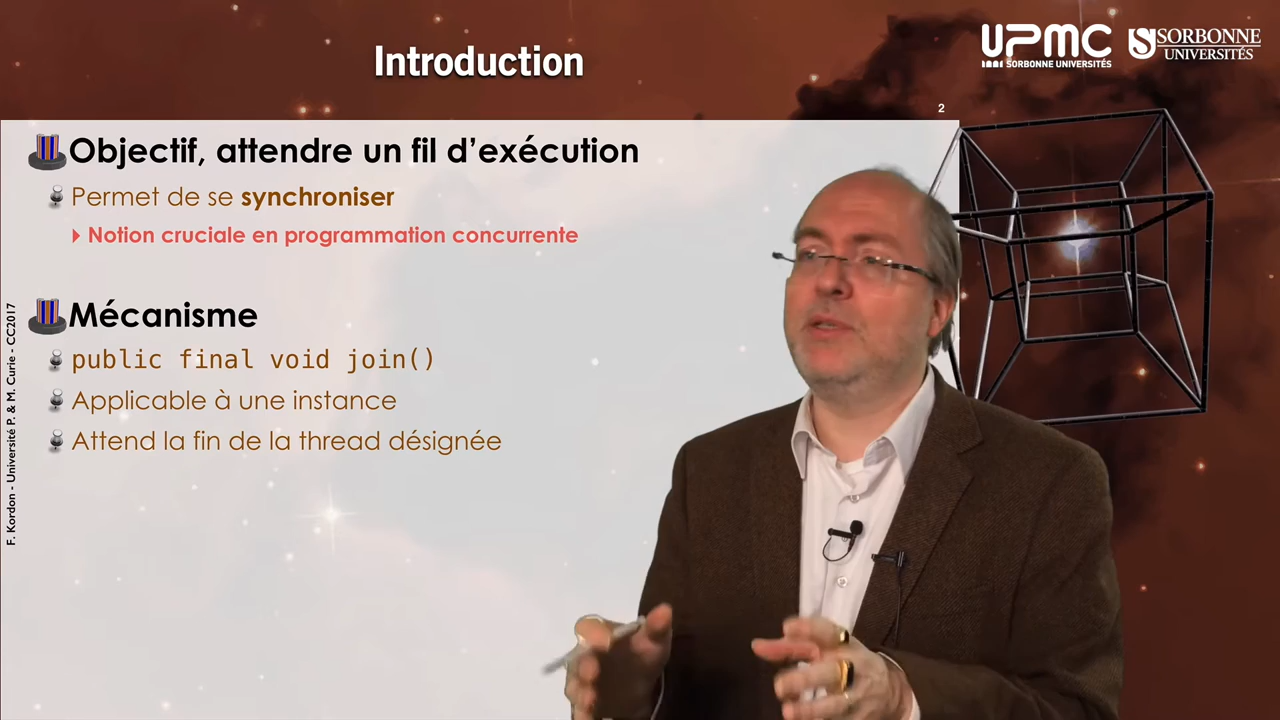 Introduction
UPMC
SORBONNE UNIVERSITÉS
SORBONNE
UNIVERSITÉS
2
Objectif, attendre un fil d’exécution
Permet de se synchroniser
Notion cruciale en programmation concurrente
Mécanisme
public final void join()
Applicable à une instance
Attend la fin de la thread désignée
F. Kordon - Université P. & M. Curie - CC2017